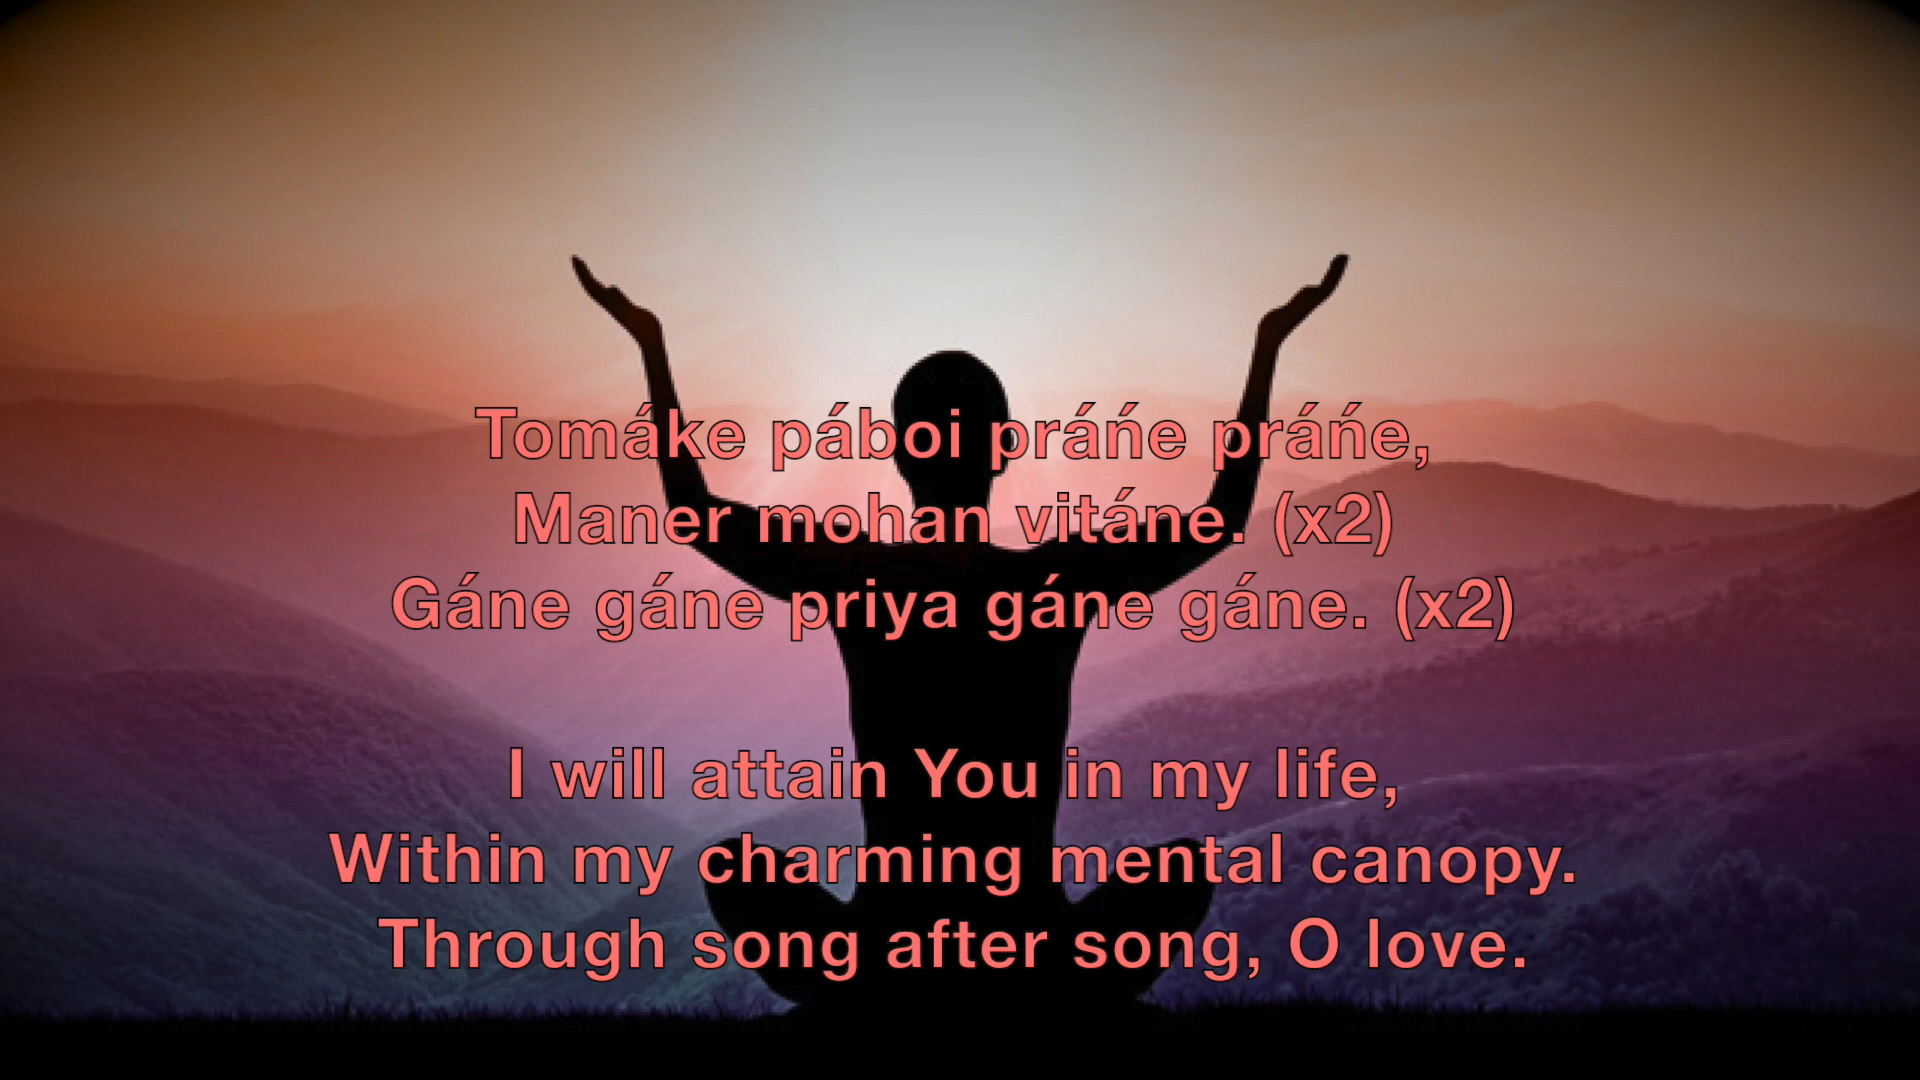 Tomáke páboi práńe práńe,
Maner mohan vitáne. (x2)
Gáne gáne priya gáne gáne. (x2)
I will attain You in my life,
Within my charming mental canopy.
Through song after song, O love.